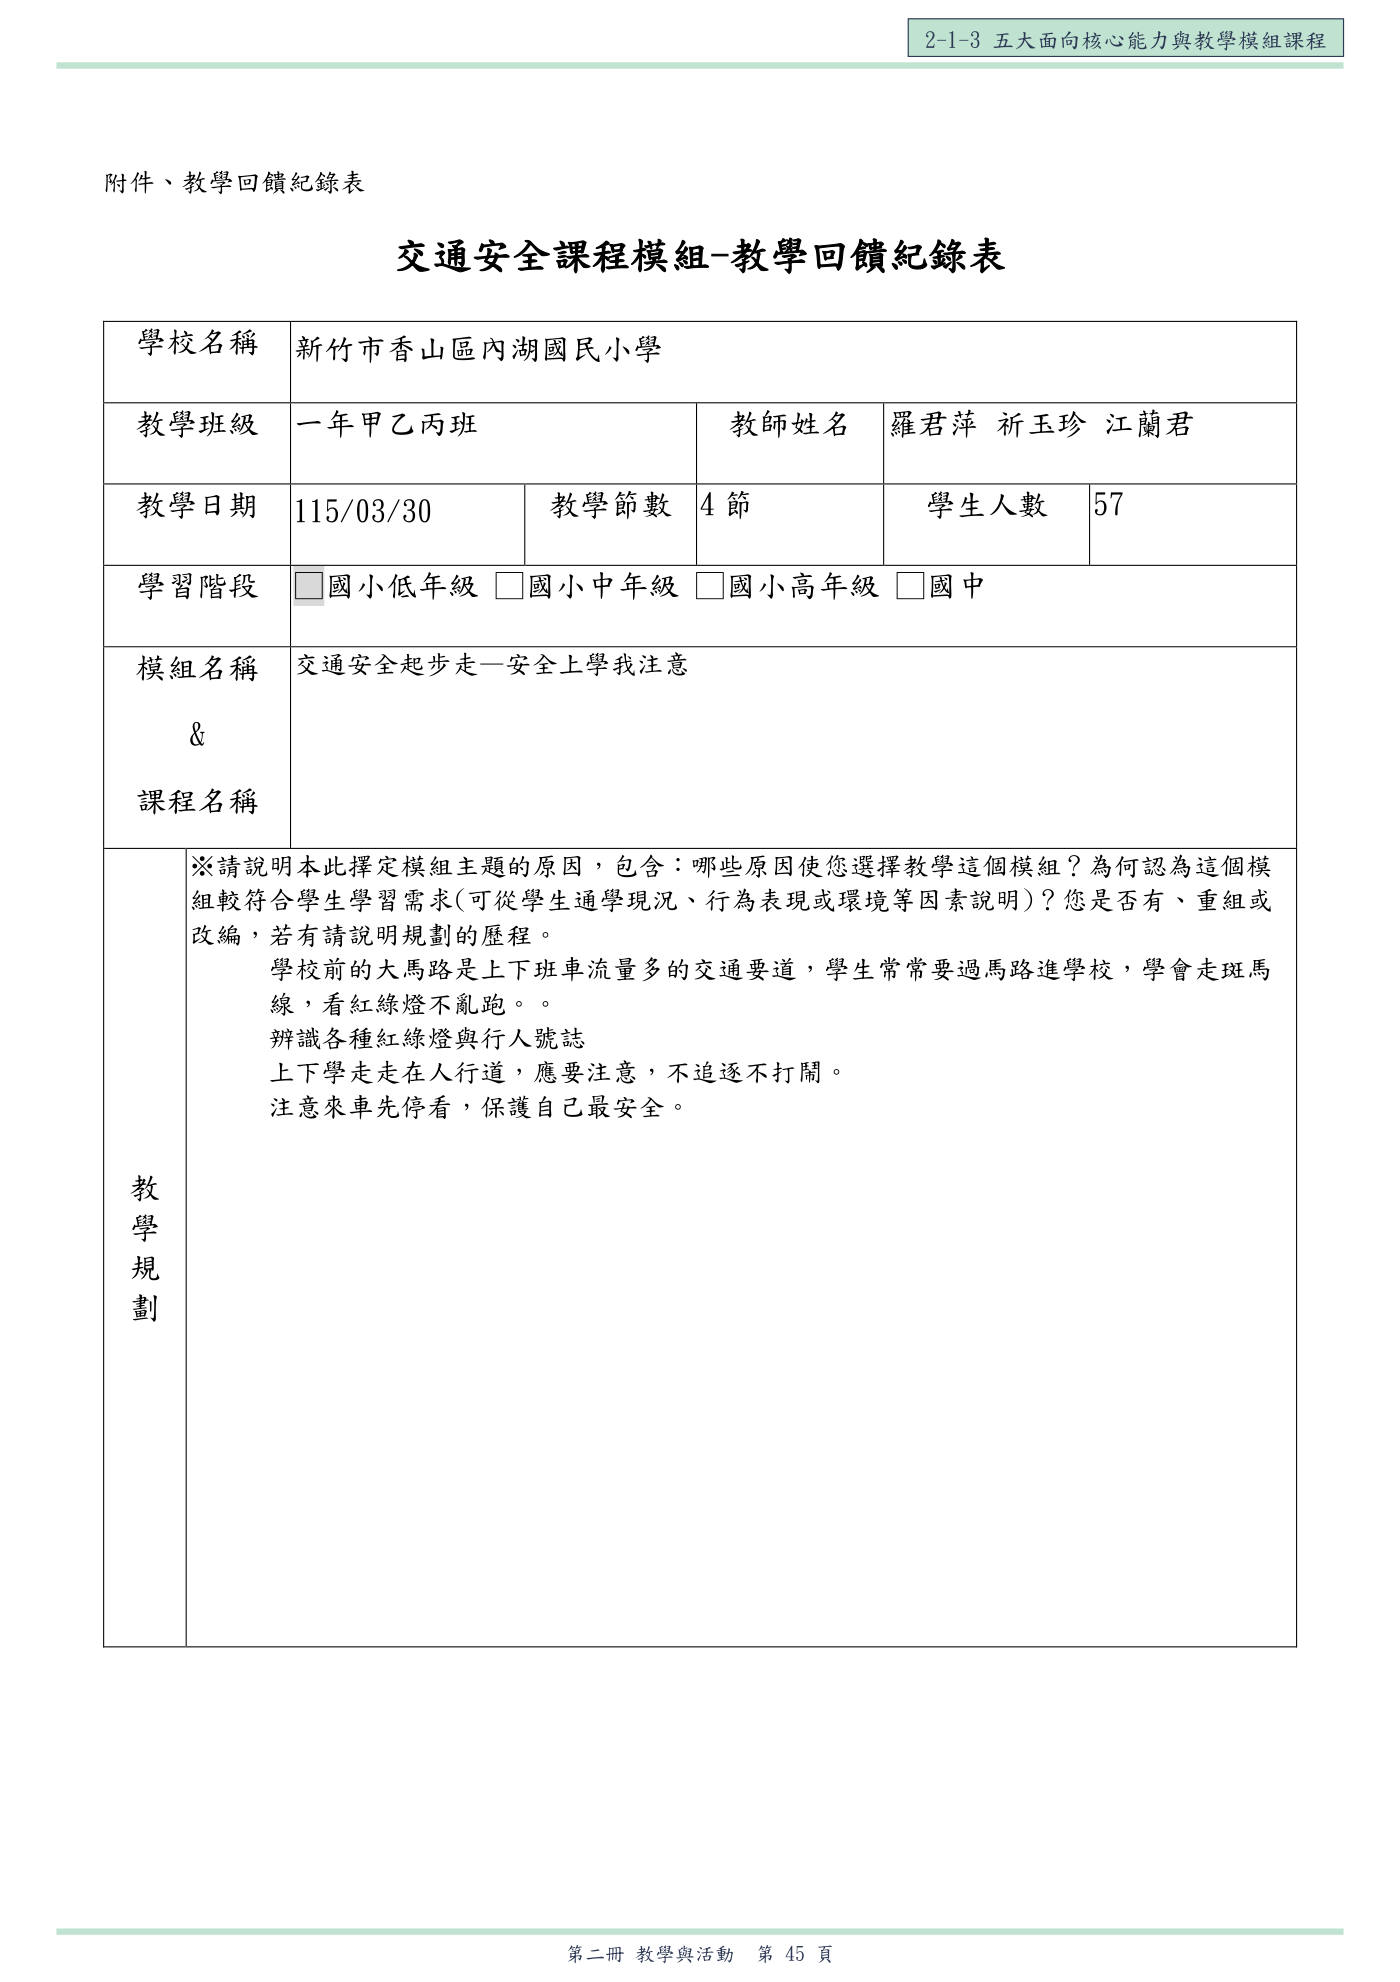 2-1-3 五大面向核心能力與教學模組課程
附件、教學回饋紀錄表
交通安全課程模組-教學回饋紀錄表
學校名稱 新竹市香山區內湖國民小學
教學班級 一年甲乙丙班 教師姓名 羅君萍 祈玉珍 江蘭君
教學日期 115/03/30 教學節數 4 節 學生人數 57
學習階段 □國小低年級 □國小中年級 □國小高年級 □國中
模組名稱 交通安全起步走—安全上學我注意
&
課程名稱
※請說明本此擇定模組主題的原因，包含：哪些原因使您選擇教學這個模組？為何認為這個模
組較符合學生學習需求(可從學生通學現況、行為表現或環境等因素說明)？您是否有、重組或
改編，若有請說明規劃的歷程。
學校前的大馬路是上下班車流量多的交通要道，學生常常要過馬路進學校，學會走斑馬
線，看紅綠燈不亂跑。。
辨識各種紅綠燈與行人號誌
上下學走走在人行道，應要注意，不追逐不打鬧。
注意來車先停看，保護自己最安全。
教
學
規
劃
第二冊 教學與活動 第 45 頁